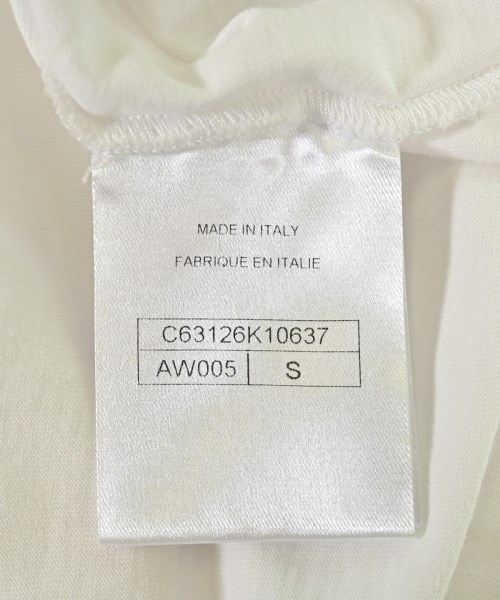 MADE IN ITALY
FABRIQUE EN ITALIE
C63126K10637
AW005 S